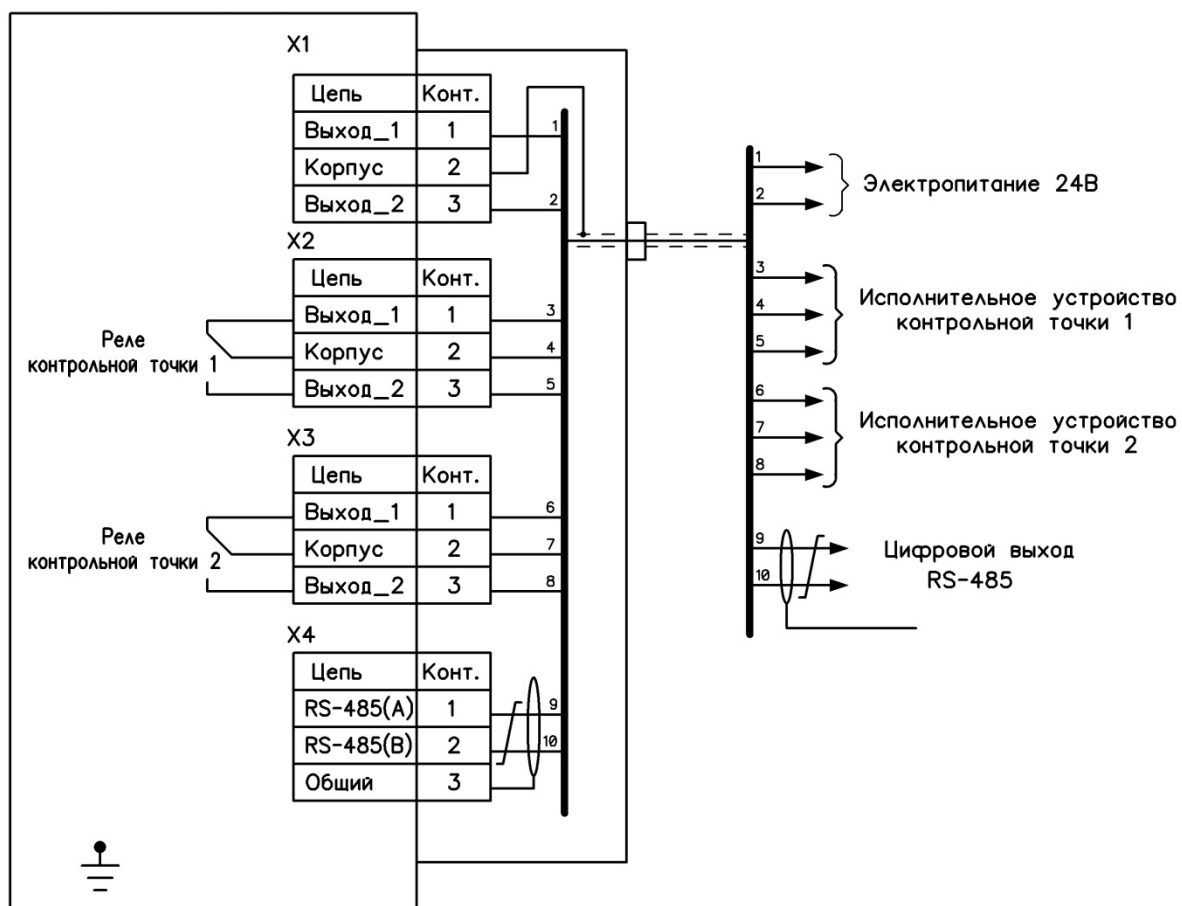 X1
Цепь Конт.
Выход_1 1
Корпус 2
Выход_2 3
1
2
X2
Цепь Конт.
Выход_1 1
Корпус 2
Выход_2 3
3
4
5
Реле
контрольной точки 1
X3
Цепь Конт.
Выход_1 1
Корпус 2
Выход_2 3
6
7
8
Реле
контрольной точки 2
X4
Цепь Конт.
RS-485(A) 1
RS-485(B) 2
Общий 3
9
10
1
2
Электропитание 24В
3
4
5
Исполнительное устройство
контрольной точки 1
6
7
8
Исполнительное устройство
контрольной точки 2
9
10
Цифровой выход
RS-485